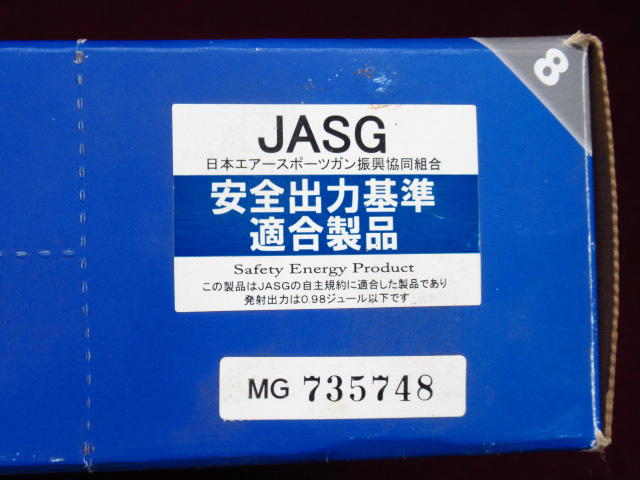 8
JASG
日本エアースポーツガン振興協同組合
安全出力基準
適合製品
Safety Energy Product
この製品はJASGの自主規約に適合した製品であり
発射出力は0.98ジュール以下です
MG 735748